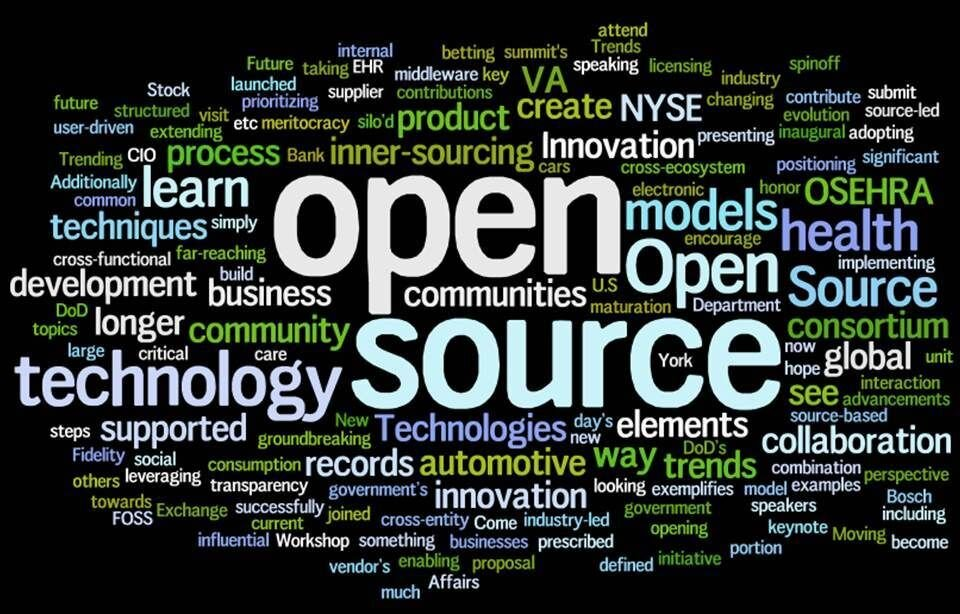 attend
internal betting summit's Trends
Future taking EHR middleware key VA speaking licensing spinoff
Stock launched supplier contributions industry
future structured prioritizing create NYSE changing contribute submit
user-driven extending visit etc meritocracy silo'd product evolution source-led
Trending CIO process Bank inner-sourcing Innovation presenting inaugural adopting
Additionally common learn cars cross-ecosystem positioning significant
techniques simply open electronic models honor OSEHRA
cross-functional far-reaching encourage health
development build business communities U.S Open implementing
DoD maturation Department Source
topics longer community source consortium
large critical care York now global unit
technology hope see interaction
advancements
steps supported New Technologies day's elements source-based
groundbreaking new collaboration
Fidelity social consumption records automotive way DoD's trends combination perspective
others leveraging transparency government's innovation looking exemplifies model examples Bosch
towards FOSS Exchange successfully joined government speakers including
current cross-entity Come industry-led opening keynote Moving
influential Workshop something businesses prescribed portion become
vendor's enabling proposal defined initiative
much Affairs